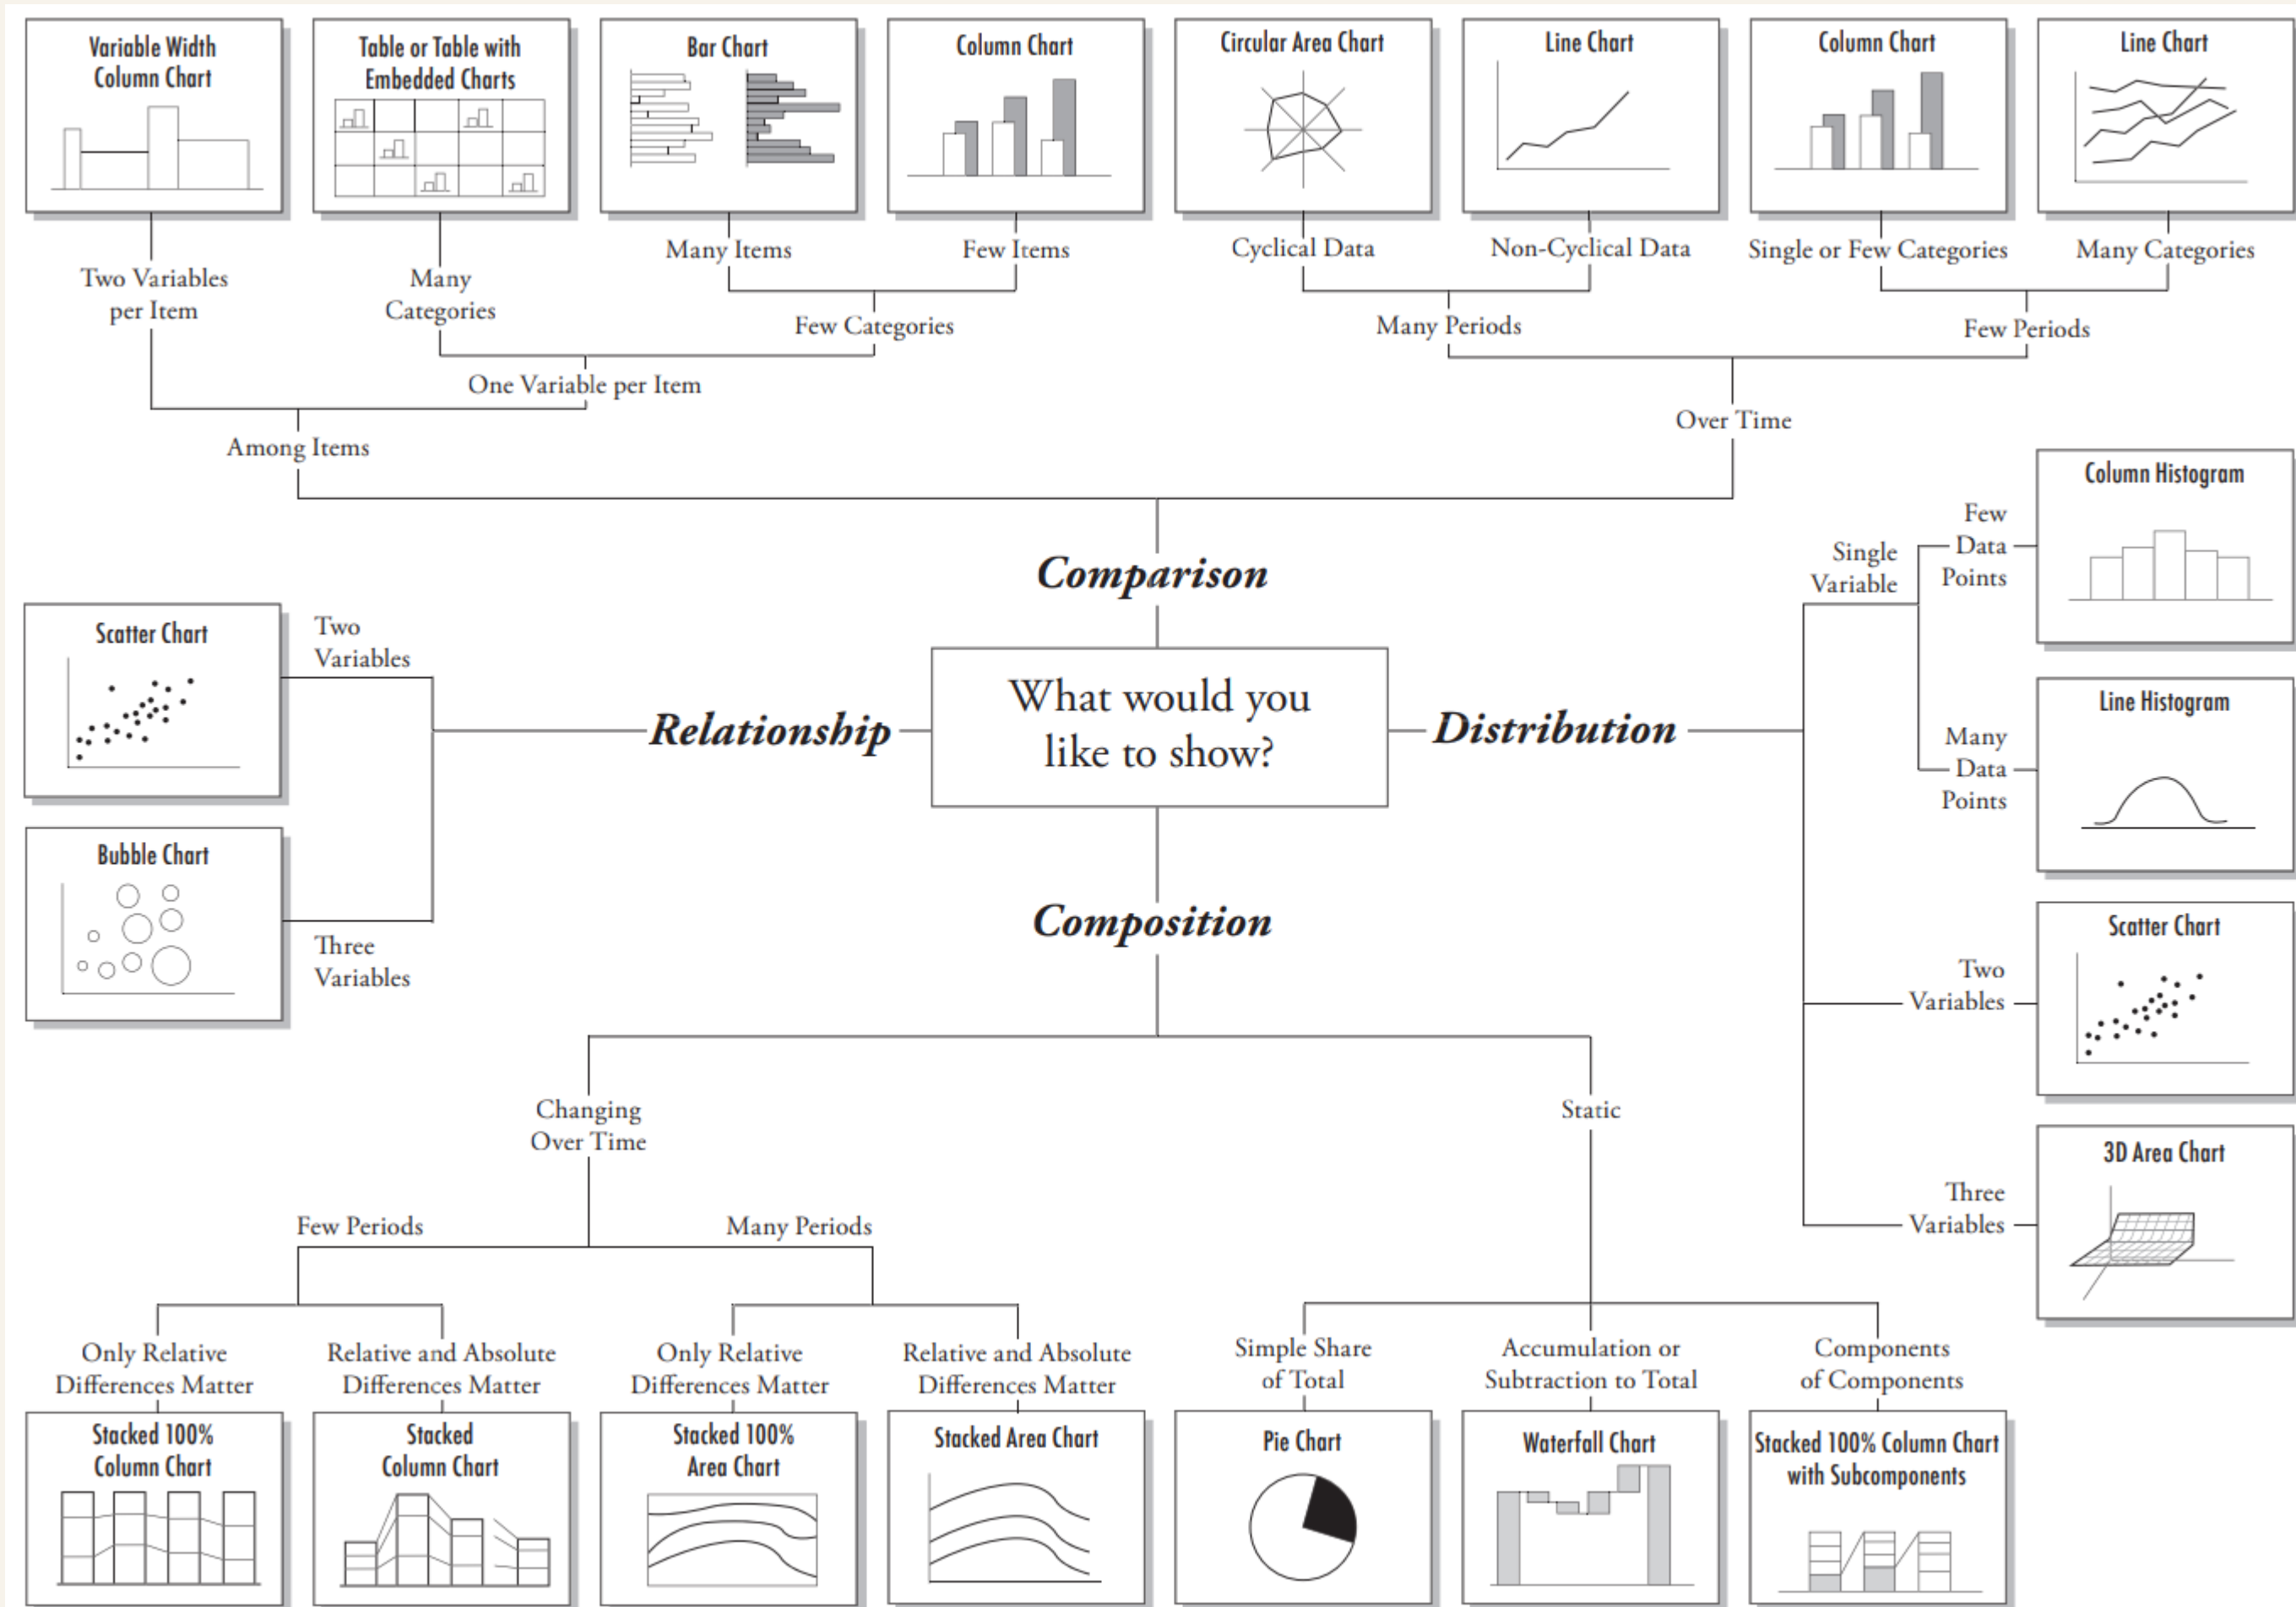 Variable Width
Column Chart
Table or Table with
Embedded Charts
Bar Chart
Column Chart
Circular Area Chart
Line Chart
Column Chart
Line Chart
Two Variables
per Item
Many
Categories
Many Items
Few Items
Cyclical Data
Non-Cyclical Data
Single or Few Categories
Many Categories
Few Categories
Many Periods
Few Periods
One Variable per Item
Among Items
Over Time
Comparison
What would you
like to show?
Relationship
Two
Variables
Scatter Chart
Three
Variables
Bubble Chart
Distribution
Single
Variable
Few
Data
Points
Column Histogram
Many
Data
Points
Line Histogram
Two
Variables
Scatter Chart
Three
Variables
3D Area Chart
Composition
Changing
Over Time
Static
Few Periods
Many Periods
Only Relative
Differences Matter
Relative and Absolute
Differences Matter
Only Relative
Differences Matter
Relative and Absolute
Differences Matter
Simple Share
of Total
Accumulation or
Subtraction to Total
Components
of Components
Stacked 100%
Column Chart
Stacked
Column Chart
Stacked 100%
Area Chart
Stacked Area Chart
Pie Chart
Waterfall Chart
Stacked 100% Column Chart
with Subcomponents